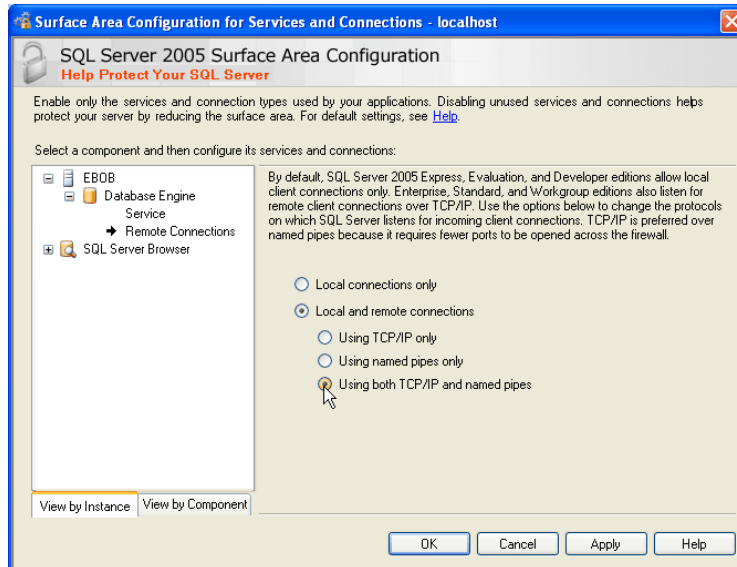 Surface Area Configuration for Services and Connections - localhost
SQL Server 2005 Surface Area Configuration
Help Protect Your SQL Server
Enable only the services and connection types used by your applications. Disabling unused services and connections helps
protect your server by reducing the surface area. For default settings, see Help.
Select a component and then configure its services and connections:
EBOB
Database Engine
Service
Remote Connections
SQL Server Browser
By default, SQL Server 2005 Express, Evaluation, and Developer editions allow local
client connections only. Enterprise, Standard, and Workgroup editions also listen for
remote client connections over TCP/IP. Use the options below to change the protocols
on which SQL Server listens for incoming client connections. TCP/IP is preferred over
named pipes because it requires fewer ports to be opened across the firewall.
Local connections only
Local and remote connections
Using TCP/IP only
Using named pipes only
Using both TCP/IP and named pipes
View by Instance View by Component
OK Cancel Apply Help